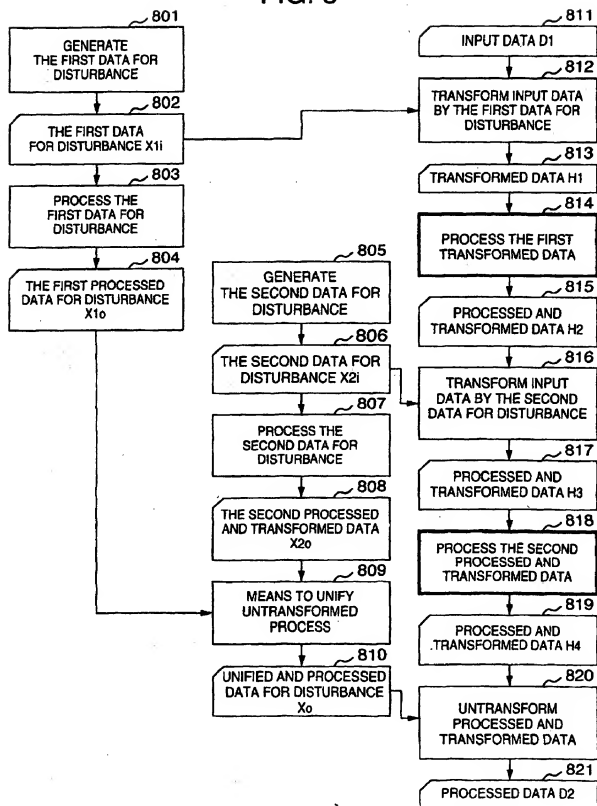 801
GENERATE
THE FIRST DATA FOR
DISTURBANCE
802
THE FIRST DATA
FOR DISTURBANCE X1i
803
PROCESS THE
FIRST DATA FOR
DISTURBANCE
804
THE FIRST PROCESSED
DATA FOR DISTURBANCE
X1o
805
GENERATE
THE SECOND DATA FOR
DISTURBANCE
806
THE SECOND DATA FOR
DISTURBANCE X2i
807
PROCESS THE
SECOND DATA FOR
DISTURBANCE
808
THE SECOND PROCESSED
AND TRANSFORMED DATA
X2o
809
MEANS TO UNIFY
UNTRANSFORMED
PROCESS
810
UNIFIED AND PROCESSED
DATA FOR DISTURBANCE
Xo
811
INPUT DATA D1
812
TRANSFORM INPUT DATA
BY THE FIRST DATA FOR
DISTURBANCE
813
TRANSFORMED DATA H1
814
PROCESS THE FIRST
TRANSFORMED DATA
815
PROCESSED AND
TRANSFORMED DATA H2
816
TRANSFORM INPUT
DATA BY THE SECOND
DATA FOR DISTURBANCE
817
PROCESSED AND
TRANSFORMED DATA H3
818
PROCESS THE SECOND
PROCESSED AND
TRANSFORMED DATA
819
PROCESSED AND
TRANSFORMED DATA H4
820
UNTRANSFORM
PROCESSED AND
TRANSFORMED DATA
821
PROCESSED DATA D2